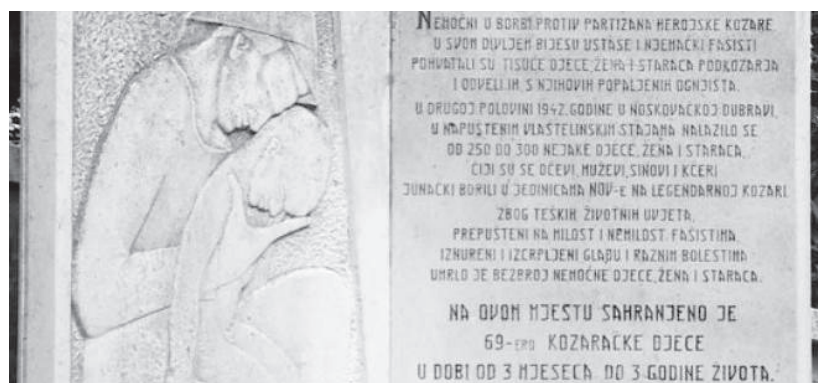 NEMOĆNI U BORBI PROTIV PARTIZANA HEROJSKE KOZARE,
U SVOM DIVLJEM BIJESU USTAŠE I NJEMAČKI FAŠISTI
POHVATALI SU TISUĆE DJECE, ŽENA I STARACA PODKOZARJA
I ODVELI IH S NJIHOVIH POPALJENIH OGNJIŠTA.
U DRUGOJ POLOVINI 1942. GODINE U NOSKOVAČKOJ DUBRAVI,
U NAPUŠTENIM VLASTELINSKIM STAJAMA NALAZILO SE
OD 250 DO 300 NEJAKE DJECE, ŽENA I STARACA,
ČIJI SU SE OČEVI, MUŽEVI, SINOVI I KĆERI
JUNAČKI BORILI U JEDINICAMA NOV-E NA LEGENDARNOJ KOZARI.
ZBOG TEŠKIH ŽIVOTNIH UVJETA,
PREPUŠTENI NA MILOST I NEMILOST FAŠISTIMA,
IZNURENI I IZCRPLJENI GLAĐU I RAZNIM BOLESTIMA
UMRLO JE BEZBROJ NEMOĆNE DJECE, ŽENA I STARACA.
NA OVOM MJESTU SAHRANJENO JE
69-ERO KOZARAČKE DJECE
U DOBI OD 3 MJESECA DO 3 GODINE ŽIVOTA.